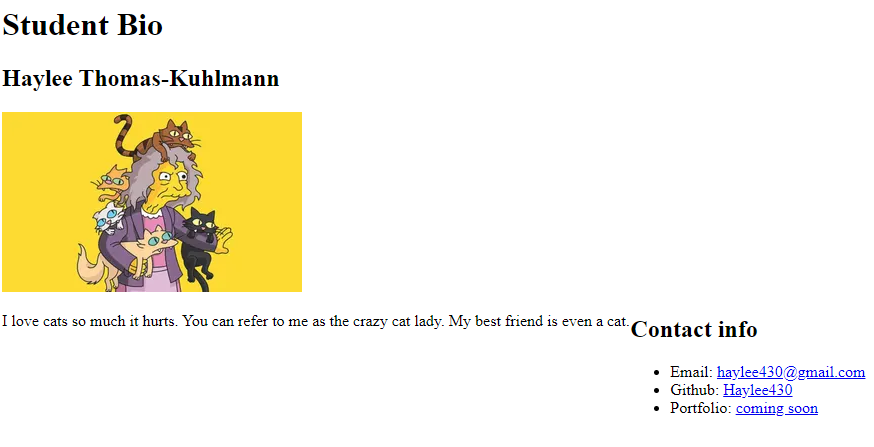 Student Bio
Haylee Thomas-Kuhlmann
I love cats so much it hurts. You can refer to me as the crazy cat lady. My best friend is even a cat.
Contact info
Email: haylee430@gmail.com
Github: Haylee430
Portfolio: coming soon